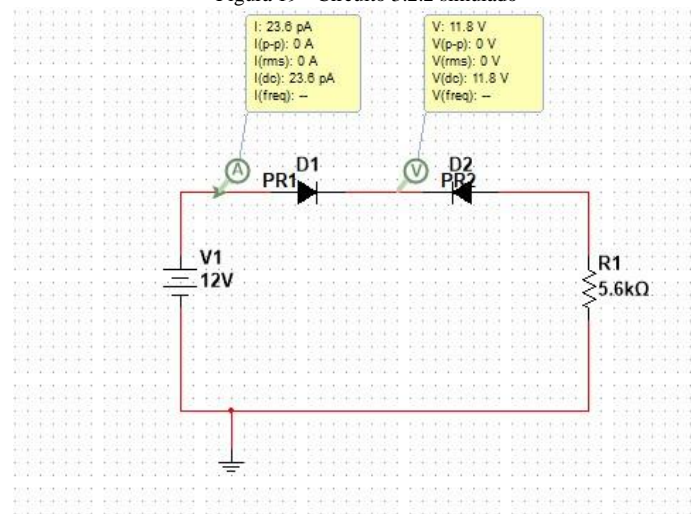 Figura 19 - Circuito 3.2.2 simulado
I: 23.6 pA
I(p-p): 0 A
I(rms): 0 A
I(dc): 23.6 pA
I(freq): --
V: 11.8 V
V(p-p): 0 V
V(rms): 0 V
V(dc): 11.8 V
V(freq): --
A
PR1
D1
V
D2
PR2
V1
12V
R1
5.6kΩ